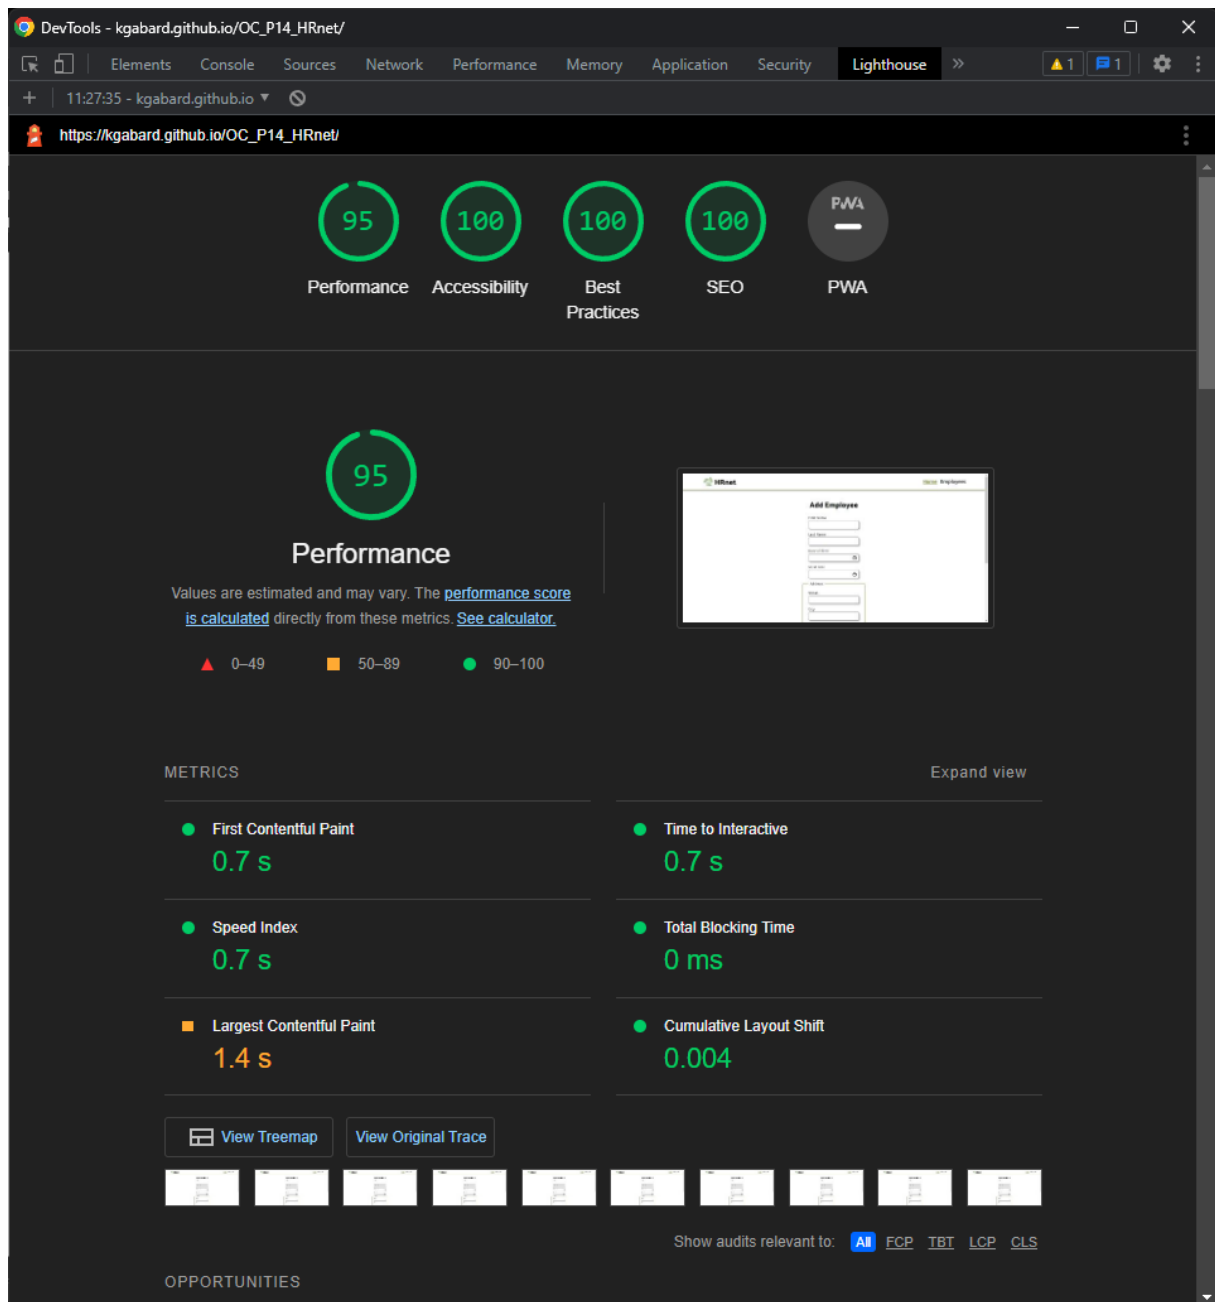 DevTools - kgabard.github.io/OC_P14_HRnet/
Elements Console Sources Network Performance Memory Application Security Lighthouse » 1 1
+ 11:27:35 - kgabard.github.io ▼
https://kgabard.github.io/OC_P14_HRnet/
95 100 100 100 PWA
Performance Accessibility Best Practices SEO PWA
95
HRnet Home Employees
Add Employee
Performance
Values are estimated and may vary. The performance score
is calculated directly from these metrics. See calculator.
0–49 50–89 90–100
METRICS Expand view
First Contentful Paint Time to Interactive
0.7 s 0.7 s
Speed Index Total Blocking Time
0.7 s 0 ms
Largest Contentful Paint Cumulative Layout Shift
1.4 s 0.004
View Treemap View Original Trace
Show audits relevant to: All FCP TBT LCP CLS
OPPORTUNITIES